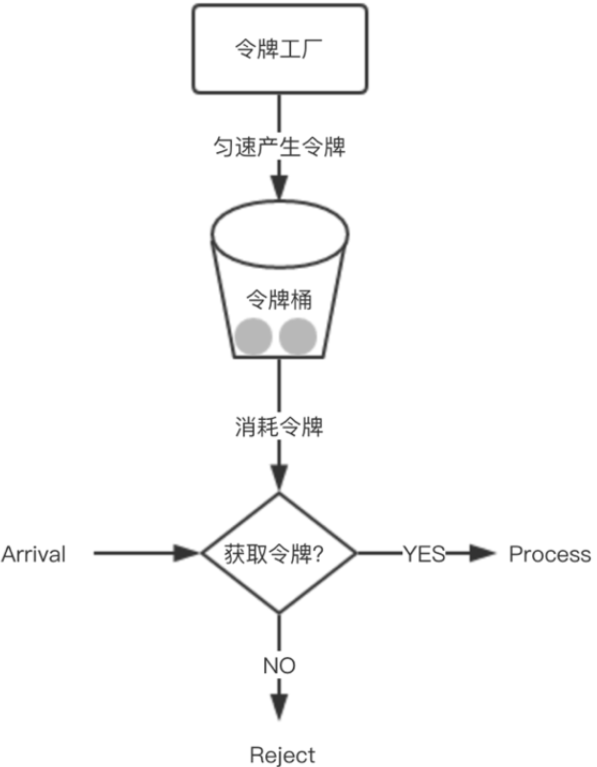 令牌工厂
匀速产生令牌
令牌桶
消耗令牌
Arrival
获取令牌?
YES
Process
NO
Reject